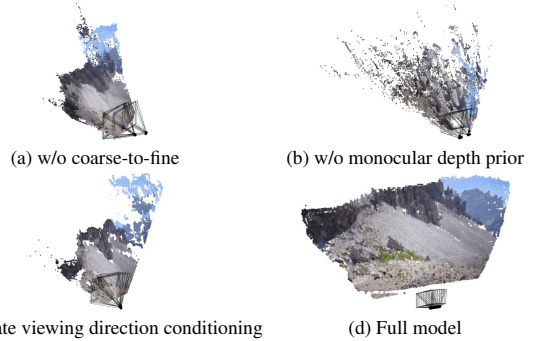 (a) w/o coarse-to-fine
(b) w/o monocular depth prior
viewing direction conditioning
(d) Full model